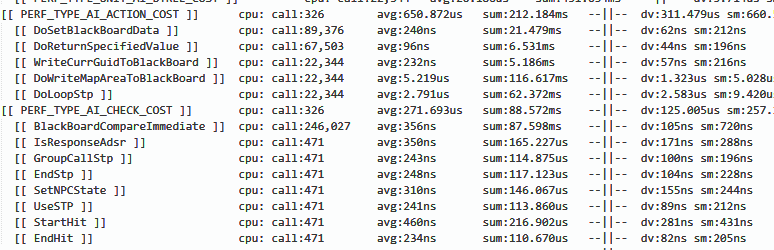 [[ PERF_TYPE_AI_ACTION_COST ]] cpu: call:326 avg:650.872us sum:212.184ms --||-- dv:311.479us sm:660.
[[ DoSetBlackBoardData ]] cpu: call:89,376 avg:240ns sum:21.479ms --||-- dv:62ns sm:212ns
[[ DoReturnSpecifiedValue ]] cpu: call:67,503 avg:96ns sum:6.531ms --||-- dv:44ns sm:196ns
[[ WriteCurrGuidToBlackBoard ]] cpu: call:22,344 avg:232ns sum:5.186ms --||-- dv:57ns sm:216ns
[[ DoWriteMapAreaToBlackBoard ]] cpu: call:22,344 avg:5.219us sum:116.617ms --||-- dv:1.323us sm:5.028us
[[ DoLoopStp ]] cpu: call:22,344 avg:2.791us sum:62.372ms --||-- dv:2.583us sm:9.420us
[[ PERF_TYPE_AI_CHECK_COST ]] cpu: call:326 avg:271.693us sum:88.572ms --||-- dv:125.005us sm:257.
[[ BlackBoardCompareImmediate ]] cpu: call:246,027 avg:356ns sum:87.598ms --||-- dv:105ns sm:720ns
[[ IsResponseAdsr ]] cpu: call:471 avg:350ns sum:165.227us --||-- dv:171ns sm:288ns
[[ GroupCallStp ]] cpu: call:471 avg:243ns sum:114.875us --||-- dv:100ns sm:196ns
[[ EndStp ]] cpu: call:471 avg:248ns sum:117.123us --||-- dv:104ns sm:228ns
[[ SetNPCState ]] cpu: call:471 avg:310ns sum:146.067us --||-- dv:155ns sm:244ns
[[ UseSTP ]] cpu: call:471 avg:241ns sum:113.860us --||-- dv:89ns sm:212ns
[[ StartHit ]] cpu: call:471 avg:460ns sum:216.902us --||-- dv:281ns sm:431ns
[[ EndHit ]] cpu: call:471 avg:234ns sum:110.670us --||-- dv:82ns sm:205ns